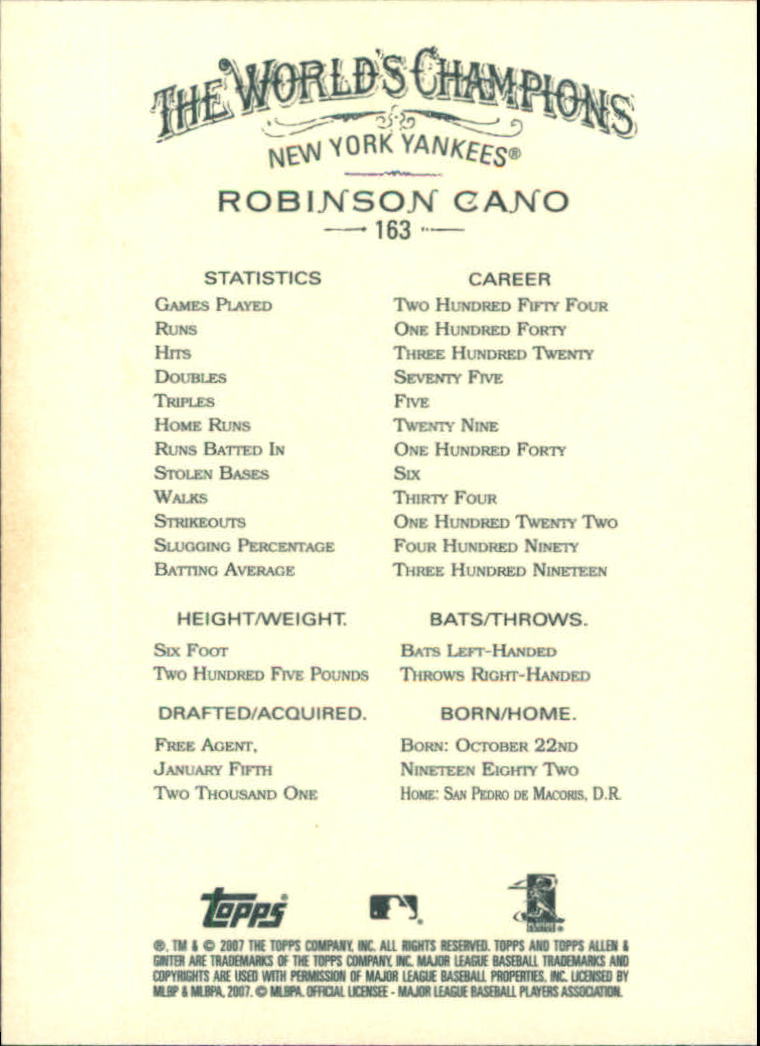 THE WORLD'S CHAMPIONS
NEW YORK YANKEES®
ROBINSON CANO
163
STATISTICS CAREER
GAMES PLAYED TWO HUNDRED FIFTY FOUR
RUNS ONE HUNDRED FORTY
HITS THREE HUNDRED TWENTY
DOUBLES SEVENTY FIVE
TRIPLES FIVE
HOME RUNS TWENTY NINE
RUNS BATTED IN ONE HUNDRED FORTY
STOLEN BASES SIX
WALKS THIRTY FOUR
STRIKEOUTS ONE HUNDRED TWENTY TWO
SLUGGING PERCENTAGE FOUR HUNDRED NINETY
BATTING AVERAGE THREE HUNDRED NINETEEN
HEIGHT/WEIGHT. BATS/THROWS.
SIX FOOT BATS LEFT-HANDED
TWO HUNDRED FIVE POUNDS THROWS RIGHT-HANDED
DRAFTED/ACQUIRED. BORN/HOME.
FREE AGENT, BORN: OCTOBER 22ND
JANUARY FIFTH NINETEEN EIGHTY TWO
TWO THOUSAND ONE HOME: SAN PEDRO DE MACORIS, D.R.
Topps®
®, TM & © 2007 THE TOPPS COMPANY, INC. ALL RIGHTS RESERVED. TOPPS AND TOPPS ALLEN &
GINTER ARE TRADEMARKS OF THE TOPPS COMPANY, INC. MAJOR LEAGUE BASEBALL TRADEMARKS AND
COPYRIGHTS ARE USED WITH PERMISSION OF MAJOR LEAGUE BASEBALL PROPERTIES, INC. LICENSED BY
MLBP & MLBPA, 2007. © MLBPA. OFFICIAL LICENSEE - MAJOR LEAGUE BASEBALL PLAYERS ASSOCIATION.